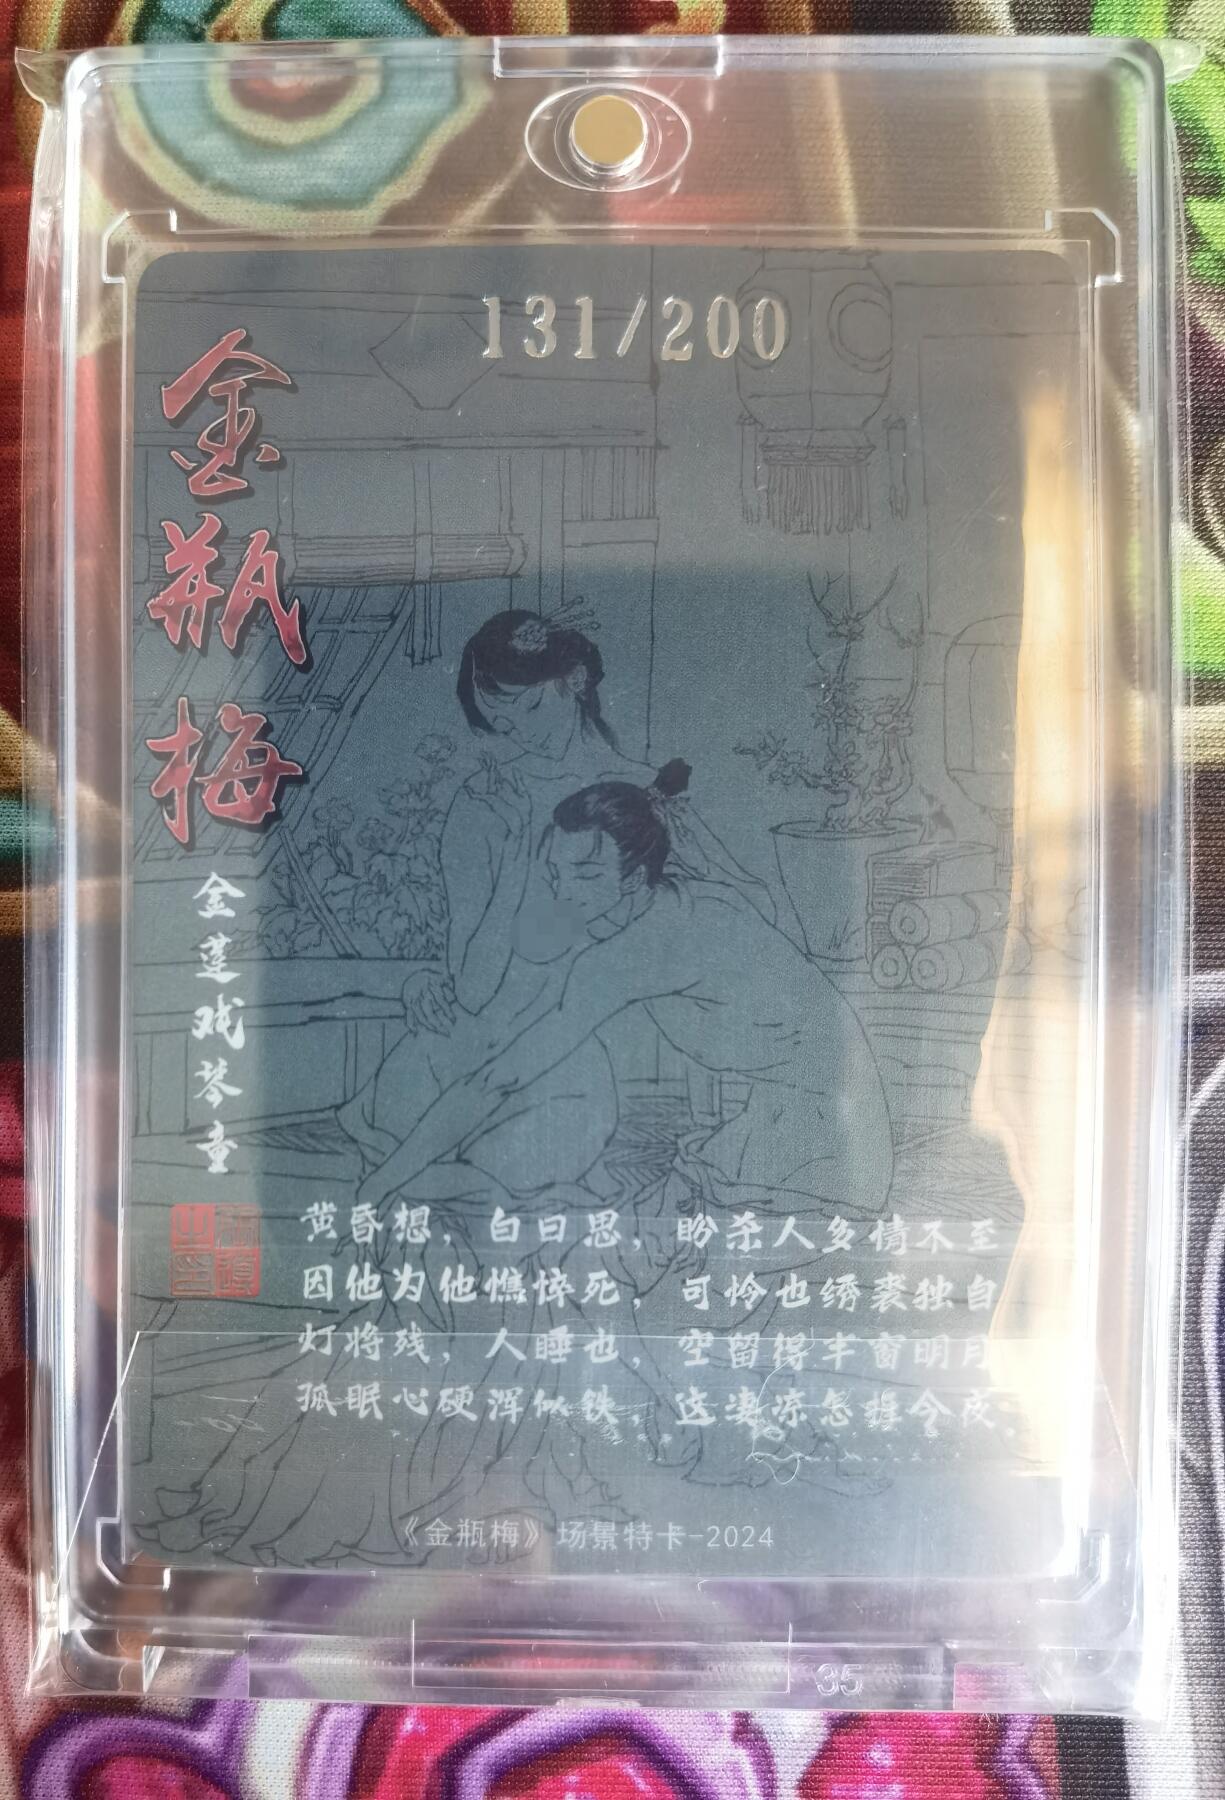 131/200
金瓶梅
金莲戏琴童
黄昏想，白日思，盼杀人多情不至
因他为他憔悴死，可怜也绣衾独自
灯将残，人睡也，空留得半窗明月
孤眠心硬浑似铁，这凄凉怎捱今夜。
《金瓶梅》场景特卡-2024
35